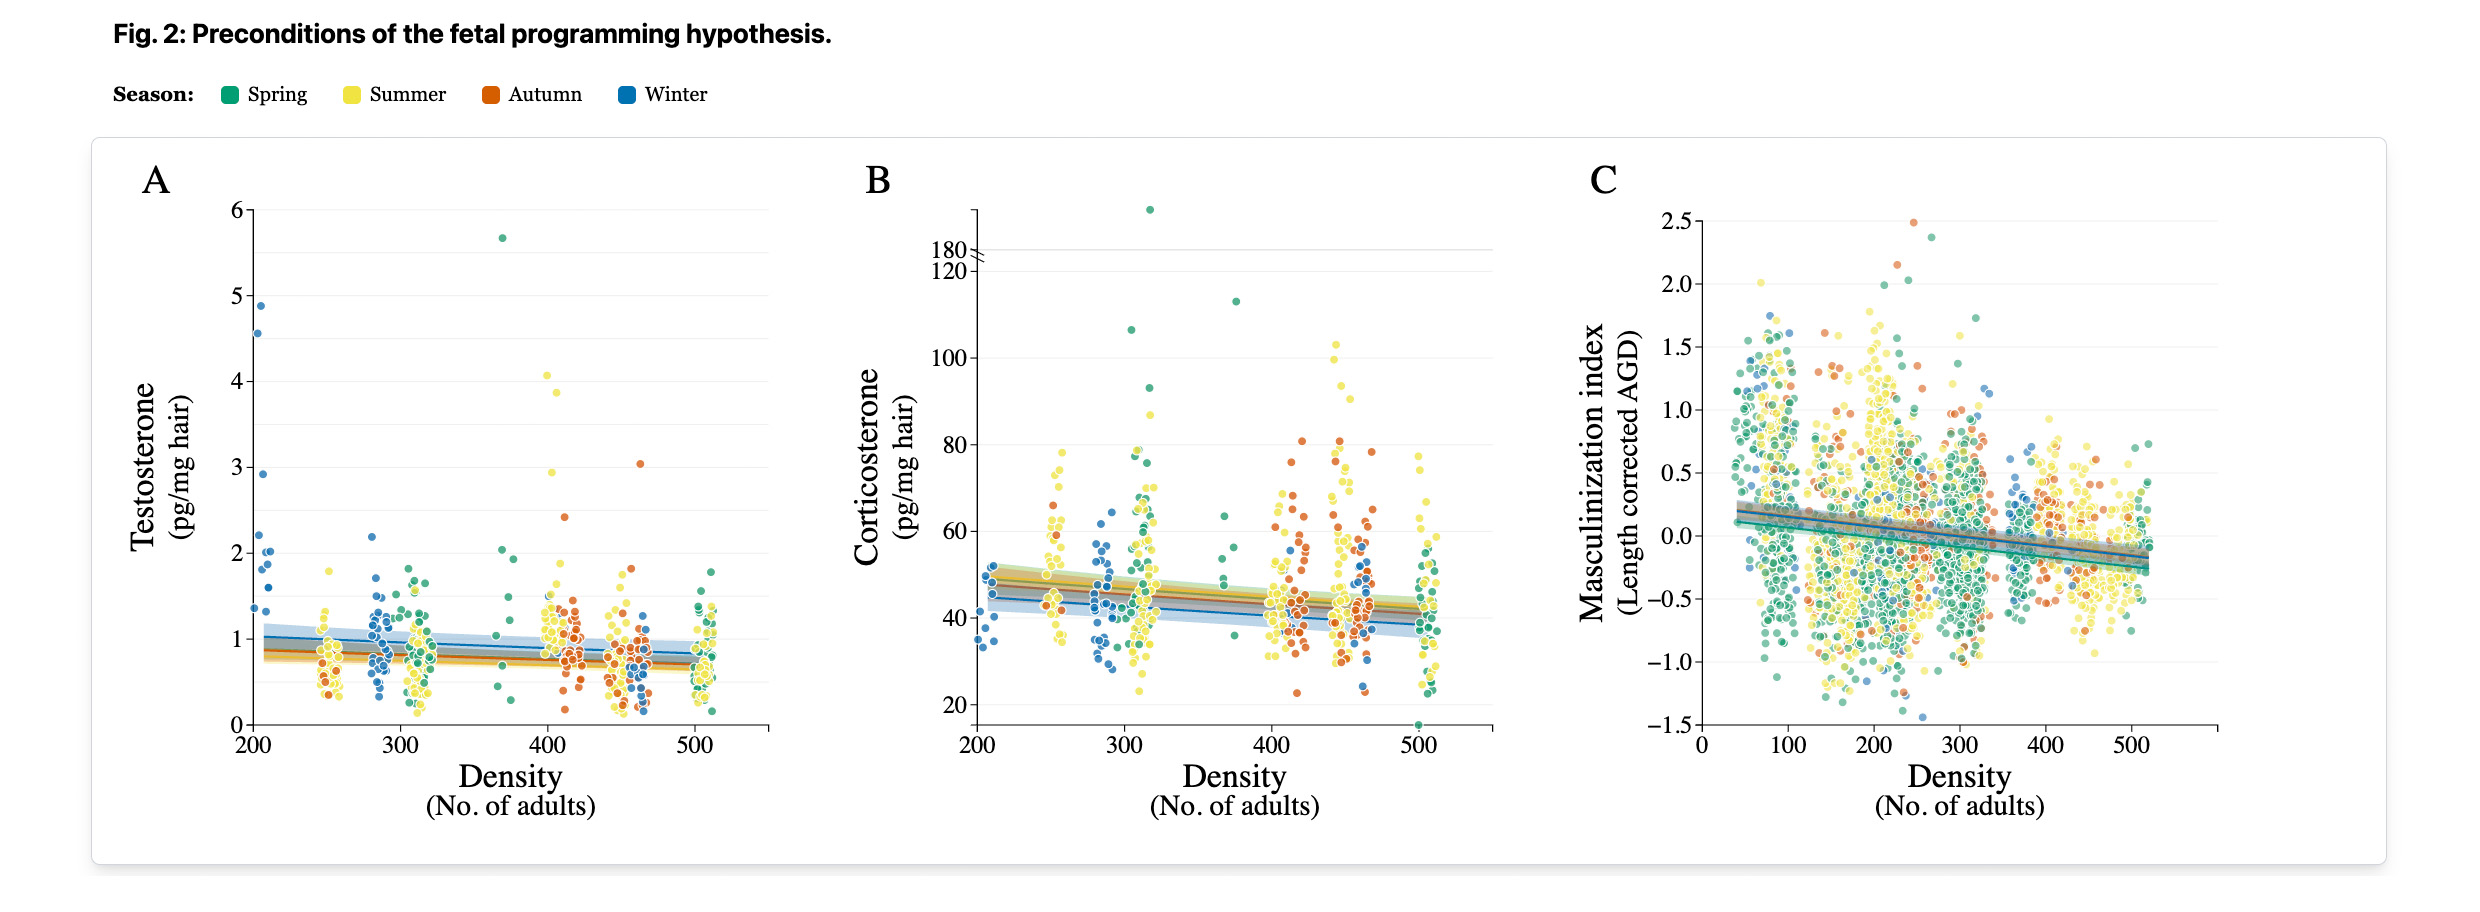 Fig. 2: Preconditions of the fetal programming hypothesis.
Season: Spring Summer Autumn Winter
A
6
5
4
3
2
1
0
200 300 400 500
Testosterone
(pg/mg hair)
Density
(No. of adults)
B
180
120
100
80
60
40
20
200 300 400 500
Corticosterone
(pg/mg hair)
Density
(No. of adults)
C
2.5
2.0
1.5
1.0
0.5
0.0
−0.5
−1.0
−1.5
0 100 200 300 400 500
Masculinization index
(Length corrected AGD)
Density
(No. of adults)